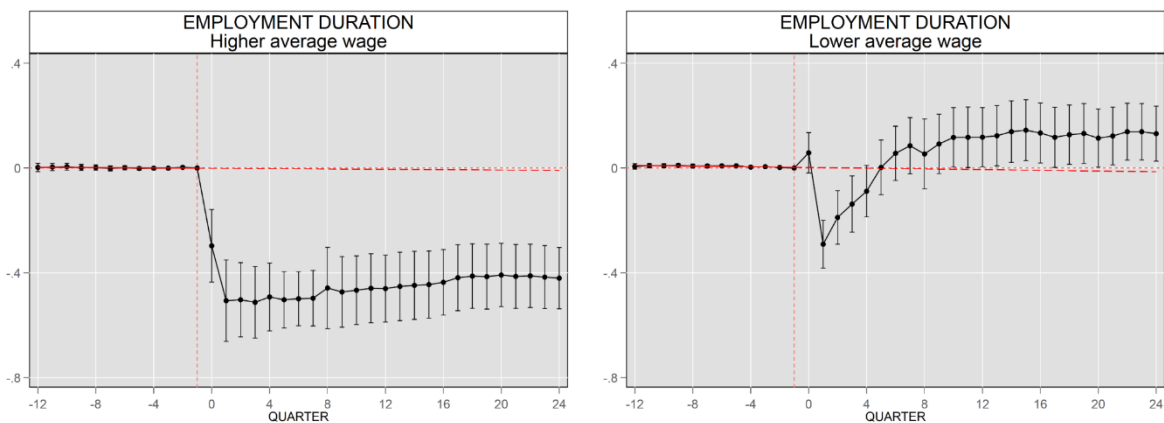 EMPLOYMENT DURATION
Higher average wage
.4
0
-.4
-.8
-12 -8 -4 0 4 8 12 16 20 24
QUARTER
EMPLOYMENT DURATION
Lower average wage
.4
0
-.4
-.8
-12 -8 -4 0 4 8 12 16 20 24
QUARTER